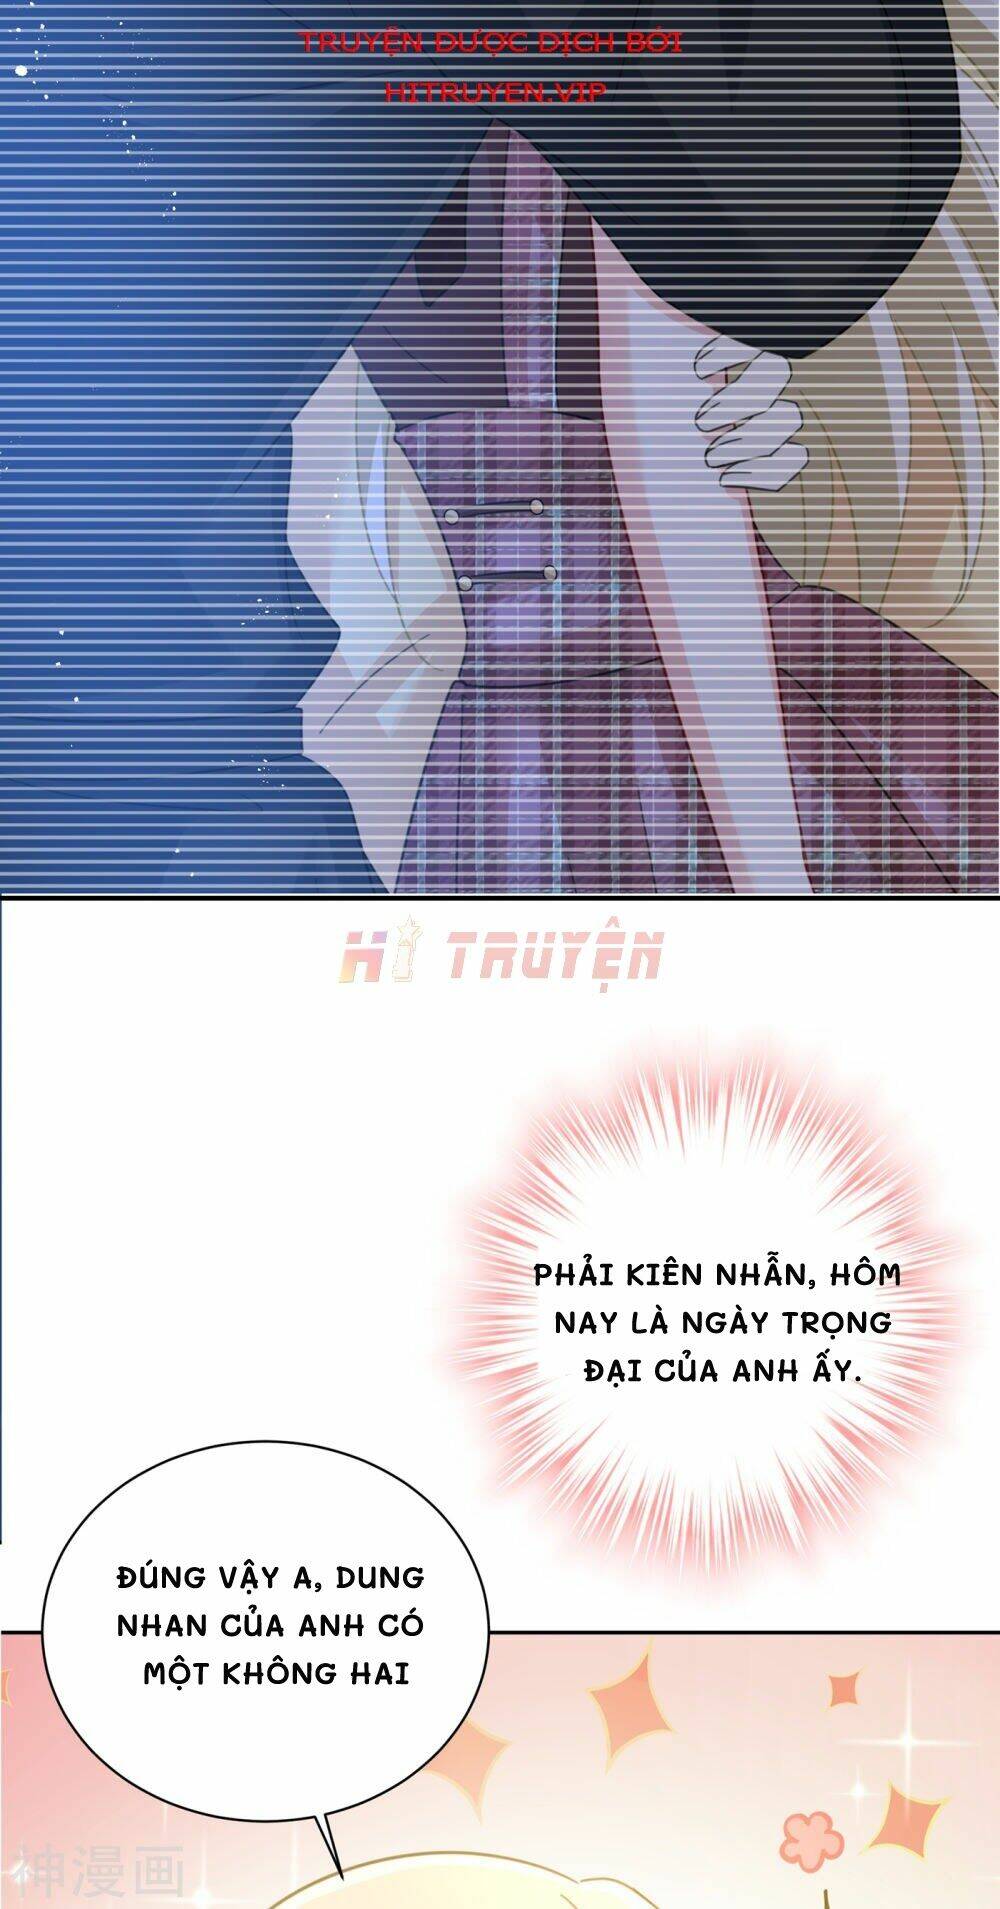 TRUYỆN ĐƯỢC DỊCH BỞI
HITRUYEN.VIP
HI TRUYỆN
PHẢI KIÊN NHẪN, HÔM
NAY LÀ NGÀY TRỌNG
ĐẠI CỦA ANH ẤY.
ĐÚNG VẬY A, DUNG
NHAN CỦA ANH CÓ
MỘT KHÔNG HAI
神漫画